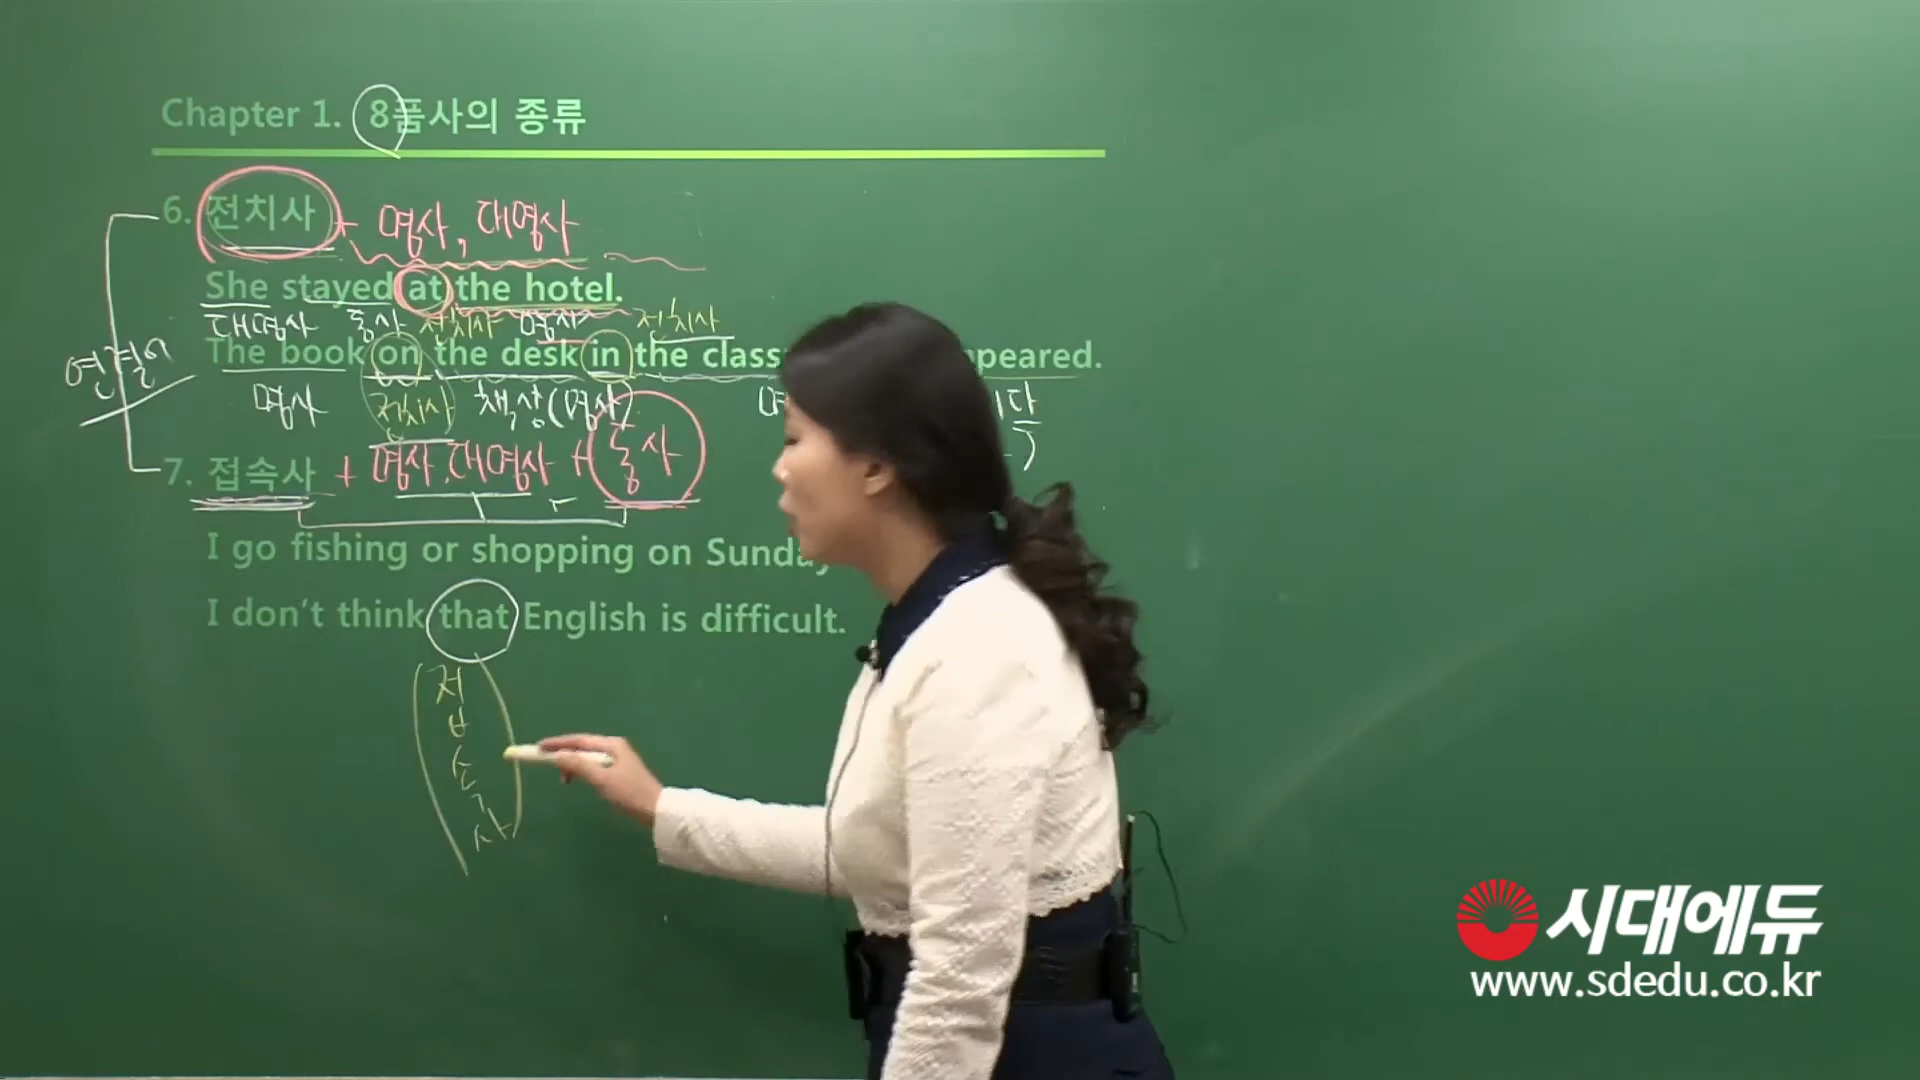 Chapter 1. 8품사의 종류
6. 전치사 + 명사, 대명사
She stayed at the hotel.
대명사 동사 전치사 명사 전치사
The book on the desk in the class peared.
연결어
명사 전치사 책상(명사)
7. 접속사 + 명사, 대명사 + 동사
I go fishing or shopping on Sunday
I don't think that English is difficult.
접속사
시대에듀
www.sdedu.co.kr